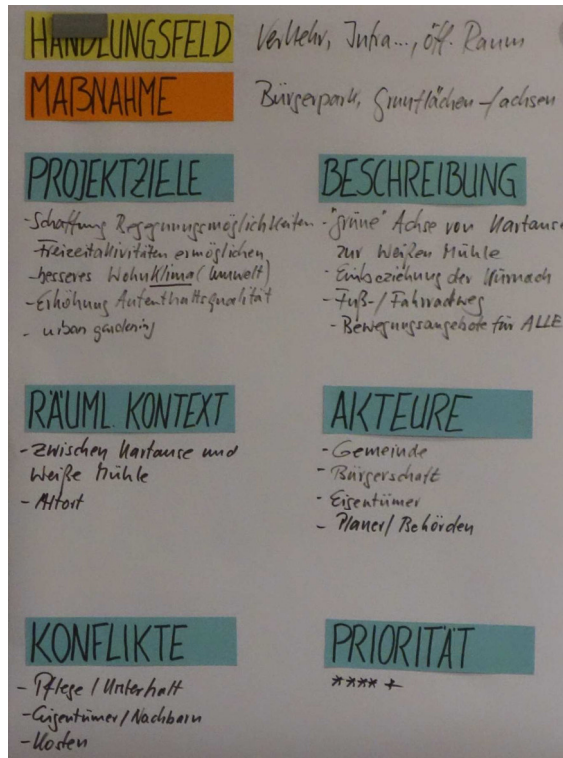 HANDLUNGSFELD Verkehr, Infra..., öff. Raum
MAßNAHME Bürgerpark, Grünflächen -/achsen
PROJEKTZIELE
- Schaffung Begegnungsmöglichkeiten
- Freizeitaktivitäten ermöglichen
- besseres Wohnklima (Umwelt)
- Erhöhung Aufenthaltsqualität
- urban gardening
BESCHREIBUNG
- "grüne" Achse von Kartause
zur Weißen Mühle
- Einbeziehung der Kürnach
- Fuß-/Fahrradweg
- Bewegungsangebote für ALLE
RÄUML. KONTEXT
- zwischen Kartause und
Weiße Mühle
- Altort
AKTEURE
- Gemeinde
- Bürgerschaft
- Eigentümer
- Planer/Behörden
KONFLIKTE
- Pflege/Unterhalt
- Eigentümer/Nachbarn
- Kosten
PRIORITÄT
**** +